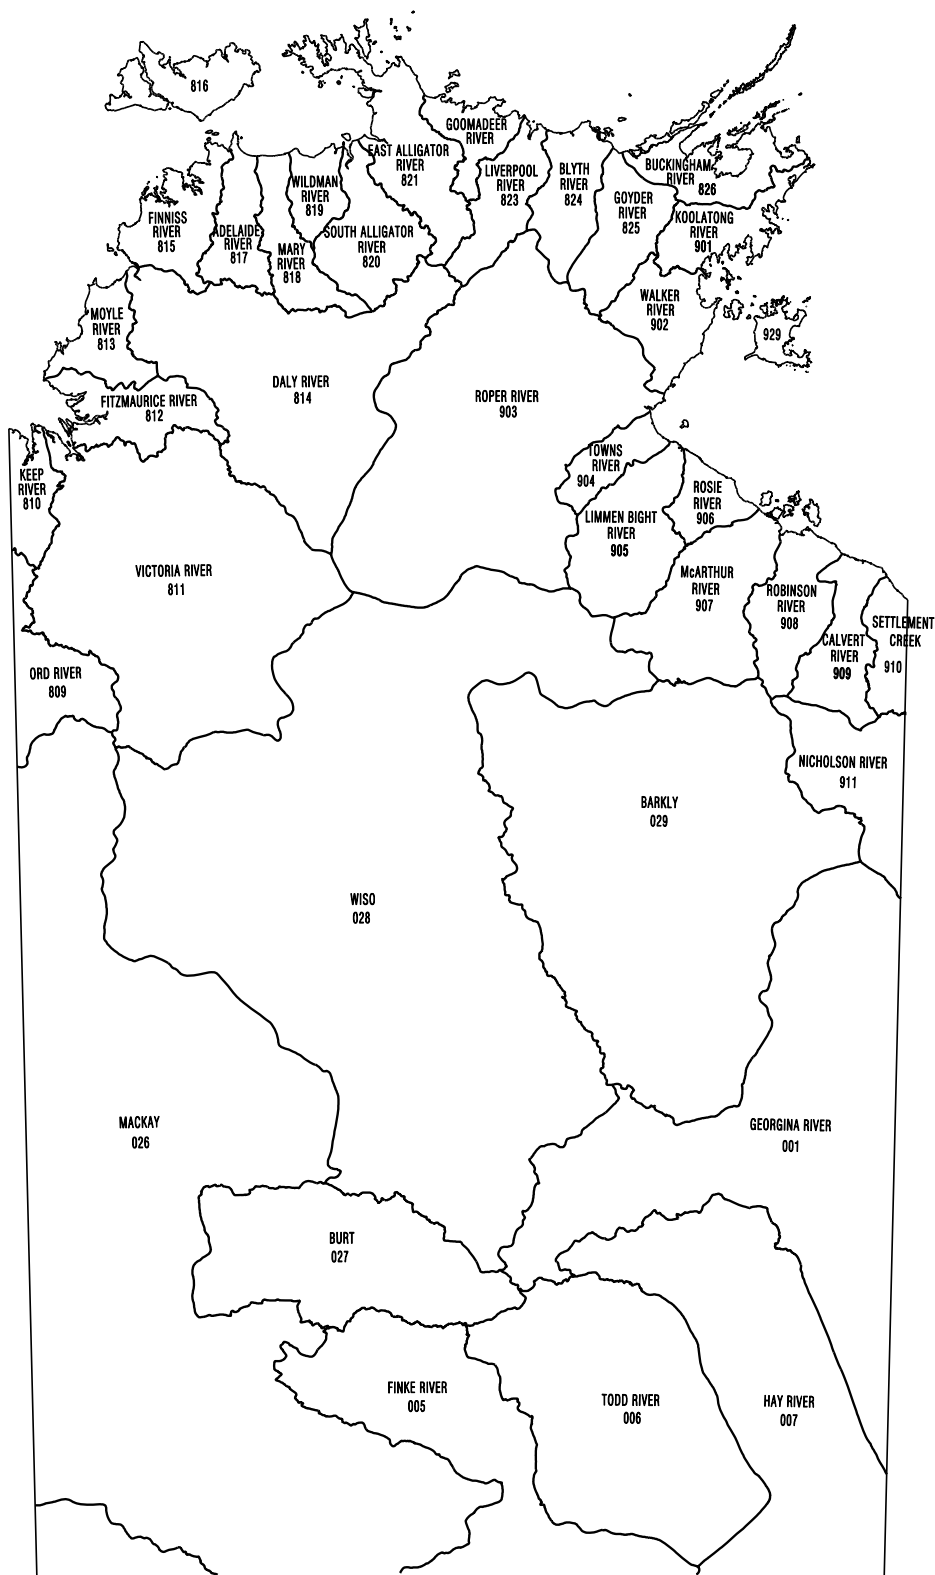 816
GOOMADEER
RIVER
EAST ALLIGATOR
RIVER
821
LIVERPOOL
RIVER
823
BLYTH
RIVER
824
BUCKINGHAM
RIVER 826
WILDMAN
RIVER
819
GOYDER
RIVER
825
KOOLATONG
RIVER
901
FINNISS
RIVER
815
ADELAIDE
RIVER
817
MARY
RIVER
818
SOUTH ALLIGATOR
RIVER
820
WALKER
RIVER
902
929
MOYLE
RIVER
813
DALY RIVER
814
FITZMAURICE RIVER
812
ROPER RIVER
903
TOWNS
RIVER
904
KEEP
RIVER
810
ROSIE
RIVER
906
LIMMEN BIGHT
RIVER
905
VICTORIA RIVER
811
McARTHUR
RIVER
907
ROBINSON
RIVER
908
CALVERT
RIVER
909
SETTLEMENT
CREEK
910
ORD RIVER
809
NICHOLSON RIVER
911
BARKLY
029
WISO
028
MACKAY
026
GEORGINA RIVER
001
BURT
027
FINKE RIVER
005
TODD RIVER
006
HAY RIVER
007